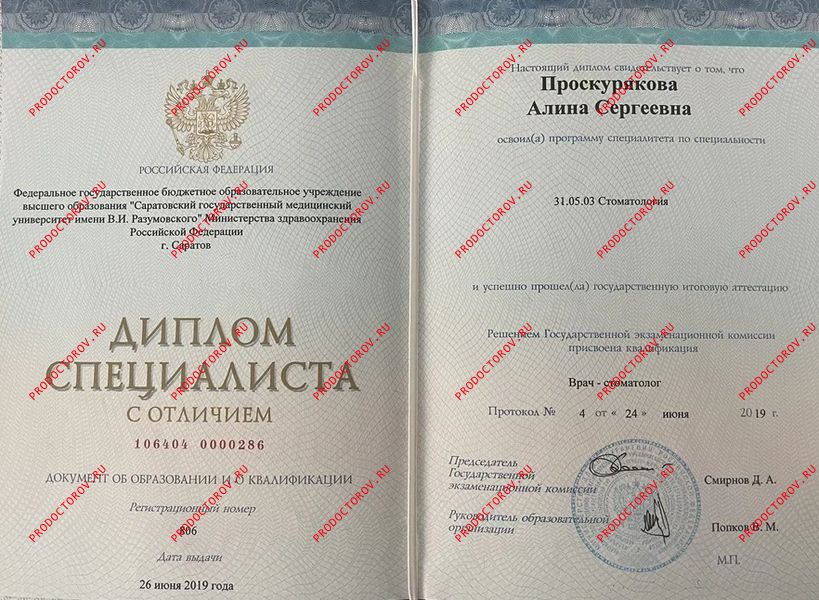 РОССИЙСКАЯ ФЕДЕРАЦИЯ
Федеральное государственное бюджетное образовательное учреждение
высшего образования "Саратовский государственный медицинский
университет имени В.И. Разумовского" Министерства здравоохранения
Российской Федерации
г. Саратов
ДИПЛОМ
СПЕЦИАЛИСТА
С ОТЛИЧИЕМ
106404 0000286
ДОКУМЕНТ ОБ ОБРАЗОВАНИИ И О КВАЛИФИКАЦИИ
Регистрационный номер
806
Дата выдачи
26 июня 2019 года
Настоящий диплом свидетельствует о том, что
Проскурякова
Алина Сергеевна
освоил(а) программу специалитета по специальности
31.05.03 Стоматология
и успешно прошел(ла) государственную итоговую аттестацию
Решением Государственной экзаменационной комиссии
присвоена квалификация
Врач - стоматолог
Протокол № 4 от « 24 » июня 2019 г.
Председатель
Государственной
экзаменационной комиссии
Смирнов Д. А.
Руководитель образовательной
организации
Попков В. М.
М.П.
PRODOCTOROV.RU